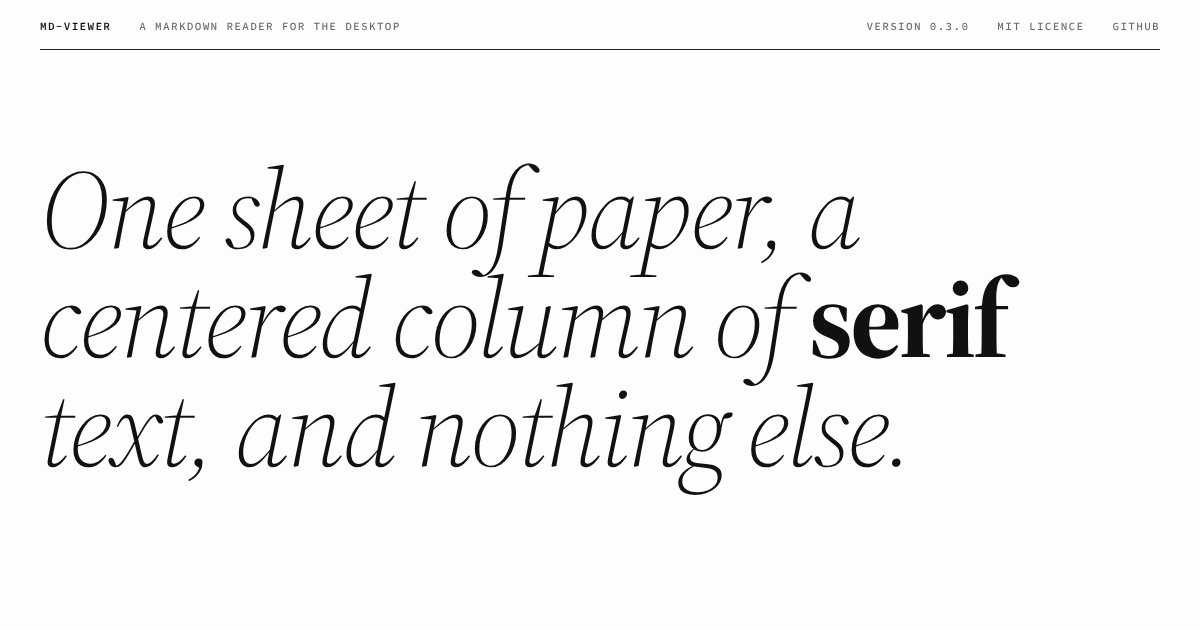 MD-VIEWER A MARKDOWN READER FOR THE DESKTOP VERSION 0.3.0 MIT LICENCE GITHUB
One sheet of paper, a
centered column of serif
text, and nothing else.